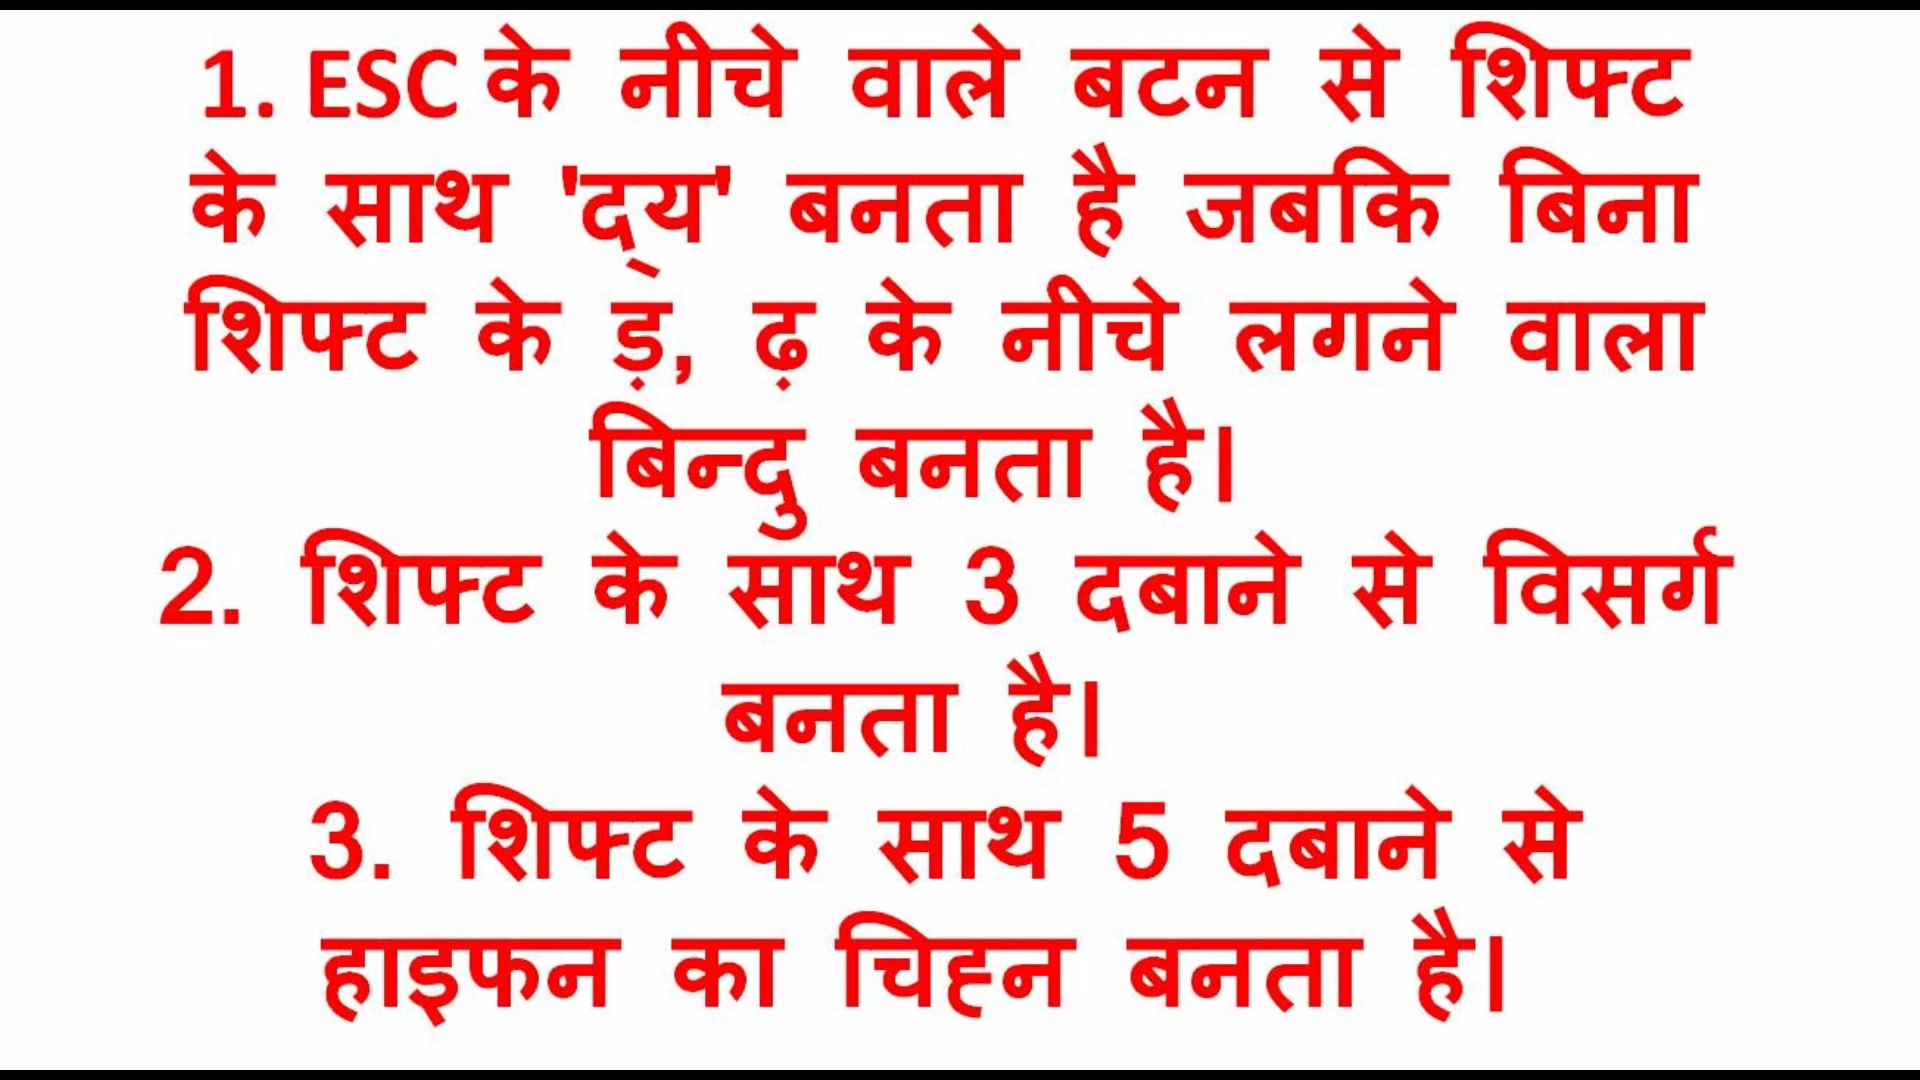 1. ESC के नीचे वाले बटन से शिफ्ट
के साथ 'द्‌य' बनता है जबकि बिना
शिफ्ट के ड़, ढ़ के नीचे लगने वाला
बिन्दु बनता है।
2. शिफ्ट के साथ 3 दबाने से विसर्ग
बनता है।
3. शिफ्ट के साथ 5 दबाने से
हाइफन का चिह्न बनता है।